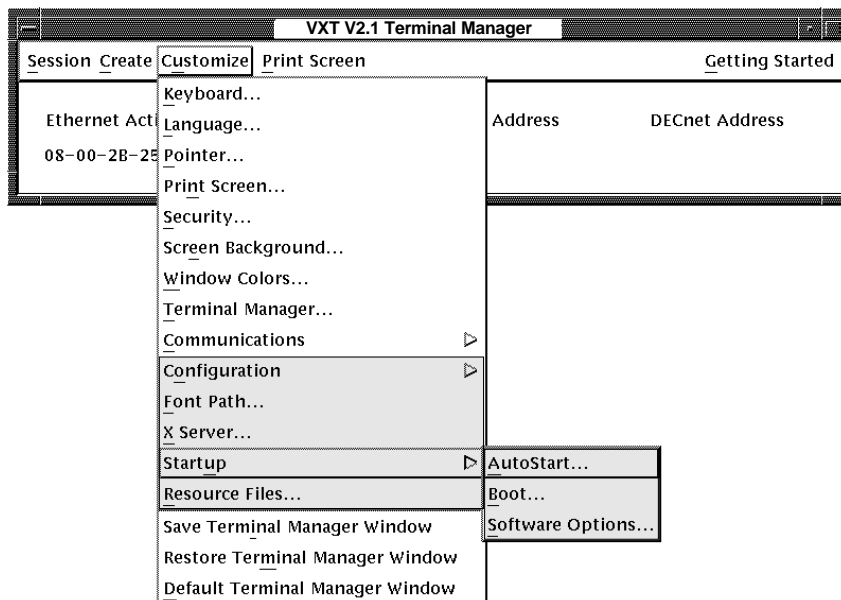 VXT V2.1 Terminal Manager
Session Create Customize Print Screen Getting Started
Keyboard...
Ethernet Acti Language... Address DECnet Address
08-00-2B-25 Pointer...
Print Screen...
Security...
Screen Background...
Window Colors...
Terminal Manager...
Communications
Configuration
Font Path...
X Server...
Startup AutoStart...
Resource Files... Boot...
Save Terminal Manager Window Software Options...
Restore Terminal Manager Window
Default Terminal Manager Window